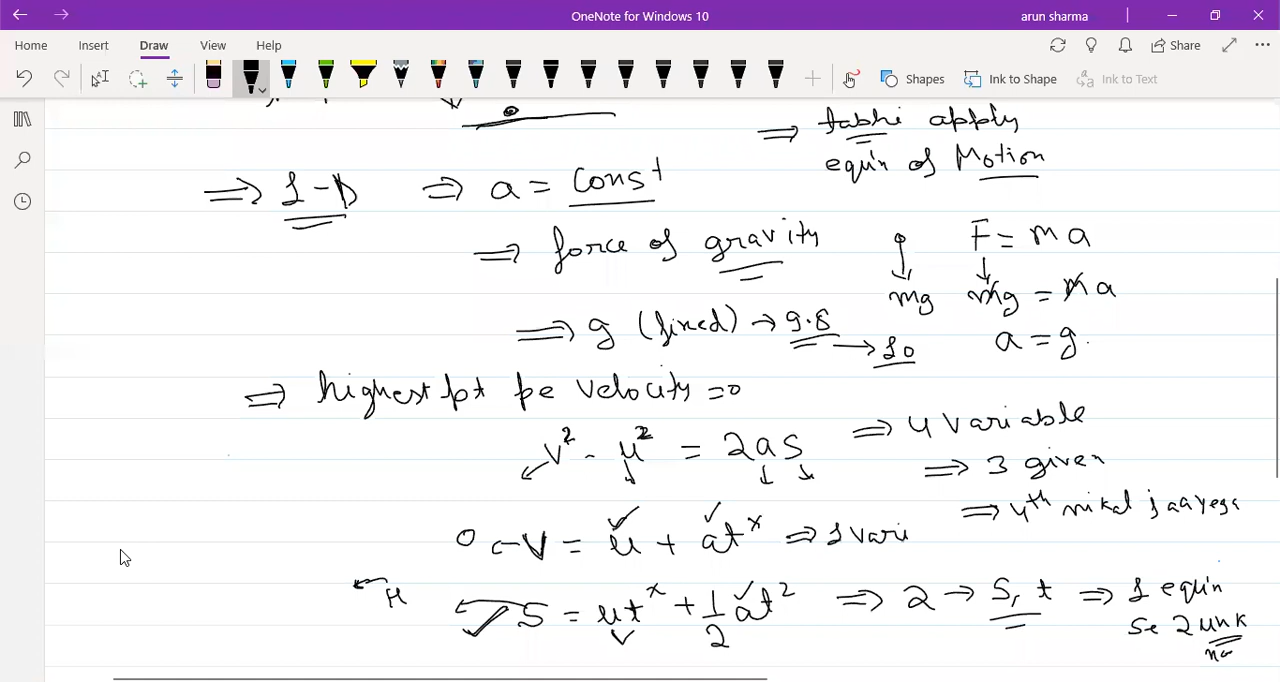 OneNote for Windows 10
arun sharma
Home Insert Draw View Help
Share
Shapes Ink to Shape Ink to Text
⇒ tabhi apply
eqn'n of Motion
⇒ 1-D ⇒ a = const
⇒ force of gravity
F = ma
mg mg = ma
⇒ g (fixed) → 9.8 → 10
a = g.
⇒ highest pt pe velocity = 0
v² - u² = 2as
⇒ 4 variable
⇒ 3 given
⇒ 4th nikal jaayega
0 ← v = u + at ⇒ 1 vari
H
S = ut + 1/2 at² ⇒ 2 → S, t ⇒ 1 equ'n
se 2 unk